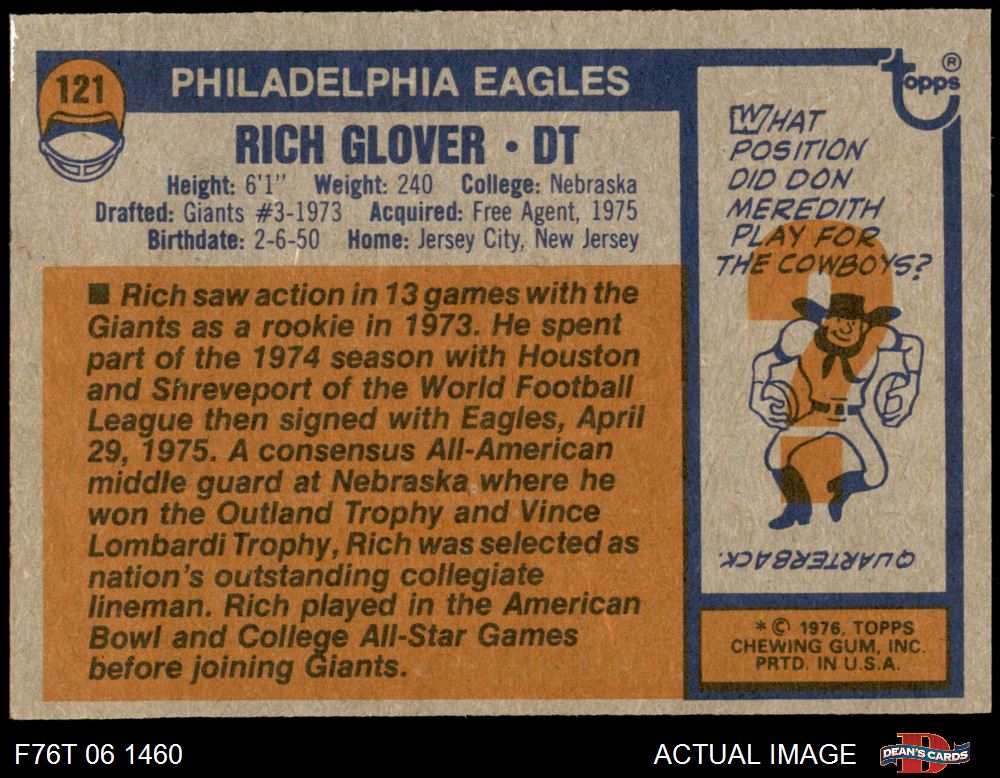 121
PHILADELPHIA EAGLES
RICH GLOVER • DT
Height: 6'1" Weight: 240 College: Nebraska
Drafted: Giants #3-1973 Acquired: Free Agent, 1975
Birthdate: 2-6-50 Home: Jersey City, New Jersey
■ Rich saw action in 13 games with the
Giants as a rookie in 1973. He spent
part of the 1974 season with Houston
and Shreveport of the World Football
League then signed with Eagles, April
29, 1975. A consensus All-American
middle guard at Nebraska where he
won the Outland Trophy and Vince
Lombardi Trophy, Rich was selected as
nation's outstanding collegiate
lineman. Rich played in the American
Bowl and College All-Star Games
before joining Giants.
topps ®
WHAT
POSITION
DID DON
MEREDITH
PLAY FOR
THE COWBOYS?
?
QUARTERBACK.
* © 1976, TOPPS
CHEWING GUM, INC.
PRTD. IN U.S.A.
F76T 06 1460
ACTUAL IMAGE
D
DEAN'S CARDS